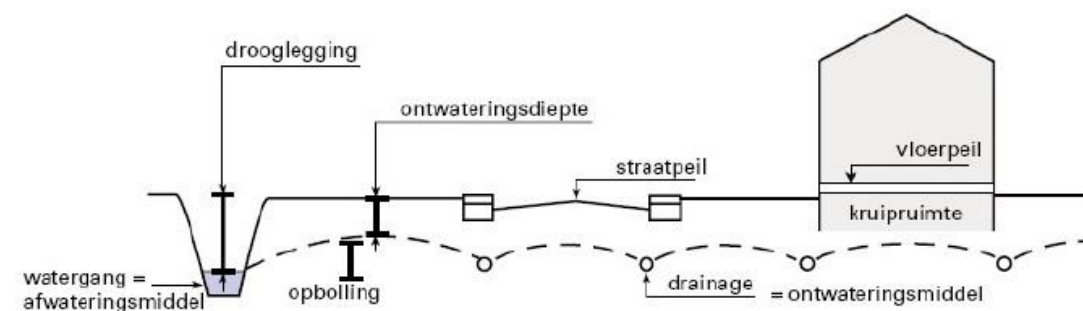 drooglegging
ontwateringsdiepte
straatpeil
vloerpeil
kruipruimte
watergang =
afwateringsmiddel
opbolling
drainage = ontwateringsmiddel